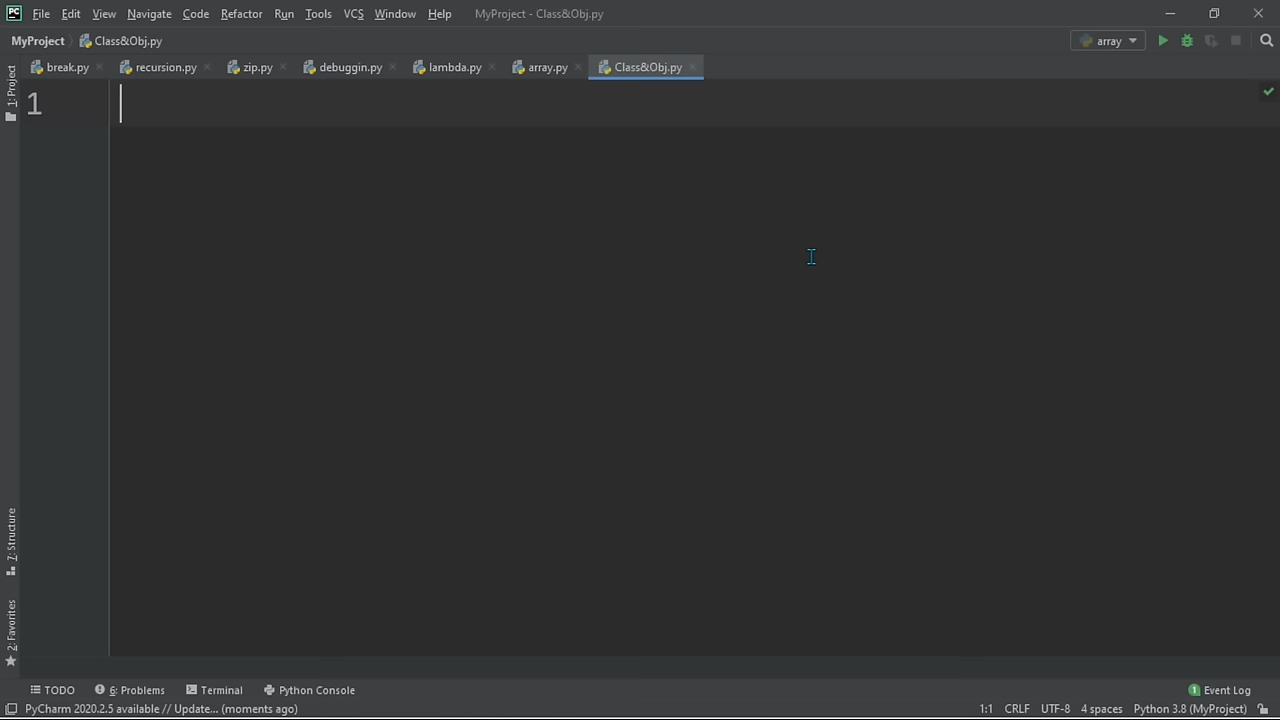 PC File Edit View Navigate Code Refactor Run Tools VCS Window Help MyProject - Class&Obj.py
MyProject Class&Obj.py array
break.py recursion.py zip.py debuggin.py lambda.py array.py Class&Obj.py
1: Project
1
7: Structure
2: Favorites
TODO 6: Problems Terminal Python Console 1 Event Log
PyCharm 2020.2.5 available // Update... (moments ago) 1:1 CRLF UTF-8 4 spaces Python 3.8 (MyProject)